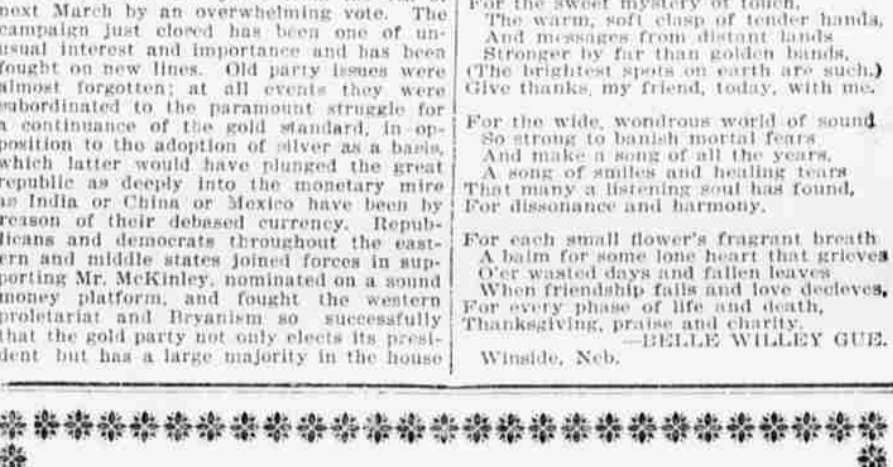 next March by an overwhelming vote. The
campaign just closed has been one of un-
usual interest and importance and has been
fought on new lines. Old party issues were
almost forgotten; at all events they were
subordinated to the paramount struggle for
a continuance of the gold standard, in op-
position to the adoption of silver as a basis,
which latter would have plunged the great
republic as deeply into the monetary mire
as India or China or Mexico have been by
reason of their debased currency. Repub-
licans and democrats throughout the east-
ern and middle states joined forces in sup-
porting Mr. McKinley, nominated on a sound
money platform, and fought the western
proletariat and Bryanism so successfully
that the gold party not only elects its presi-
dent but has a large majority in the house
For the sweet mystery of touch,
The warm, soft clasp of tender hands,
And messages from distant lands
Stronger by far than golden bands,
(The brightest spots on earth are such.)
Give thanks, my friend, today, with me.
For the wide, wondrous world of sound
So strong to banish mortal fears
And make a song of all the years,
A song of smiles and healing tears
That many a listening soul has found,
For dissonance and harmony.
For each small flower's fragrant breath
A balm for some lone heart that grieves
O'er wasted days and fallen leaves
When friendship fails and love decieves,
For every phase of life and death,
Thanksgiving, praise and charity.
—BELLE WILLEY GUE.
Winside, Neb.